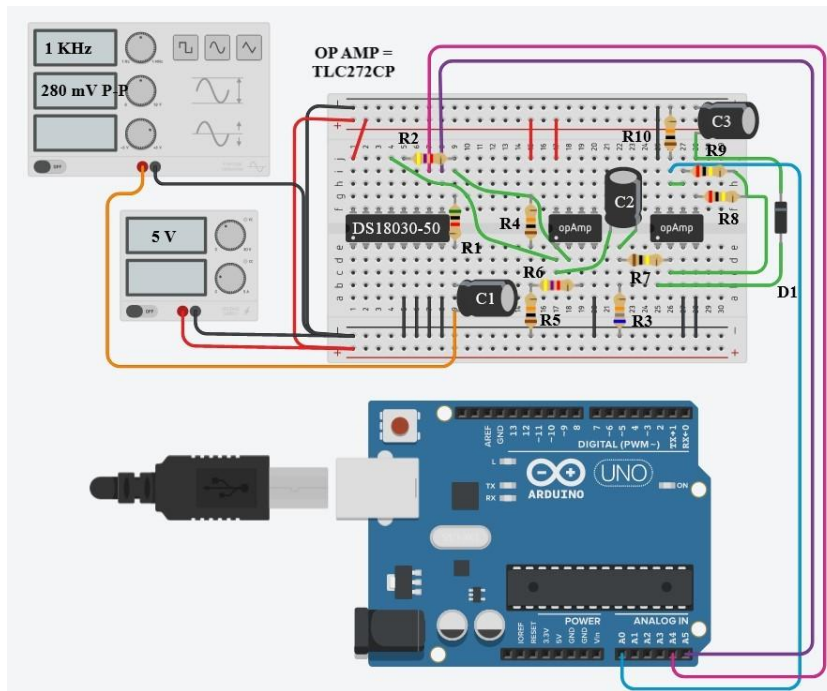 1 KHz
280 mV P-P
OFF
5 V
OFF
OP AMP =
TLC272CP
R2
R10
C3
R9
C2
R8
DS18030-50
R4
opAmp
opAmp
R1
R6
R7
D1
C1
R5
R3
AREF
GND
13
12
~11
~10
~9
8
7
~6
~5
4
~3
2
TX→1
RX←0
DIGITAL (PWM~)
L
TX
RX
ARDUINO
UNO
ON
POWER
ANALOG IN
IOREF
RESET
3.3V
5V
GND
GND
Vin
A0
A1
A2
A3
A4
A5